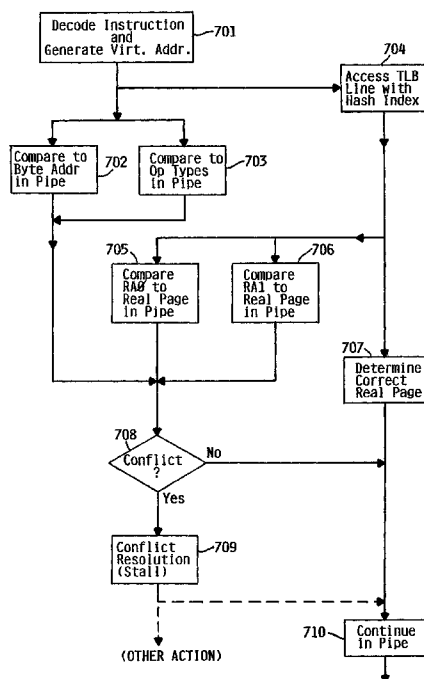 Decode Instruction
and
Generate Virt. Addr.
701
704
Access TLB
Line with
Hash Index
Compare to
Byte Addr
in Pipe
702
Compare to
Op Types
in Pipe
703
705
Compare
RA0 to
Real Page
in Pipe
706
Compare
RA1 to
Real Page
in Pipe
707
Determine
Correct
Real Page
708
Conflict
?
No
Yes
Conflict
Resolution
(Stall)
709
(OTHER ACTION)
710
Continue
in Pipe